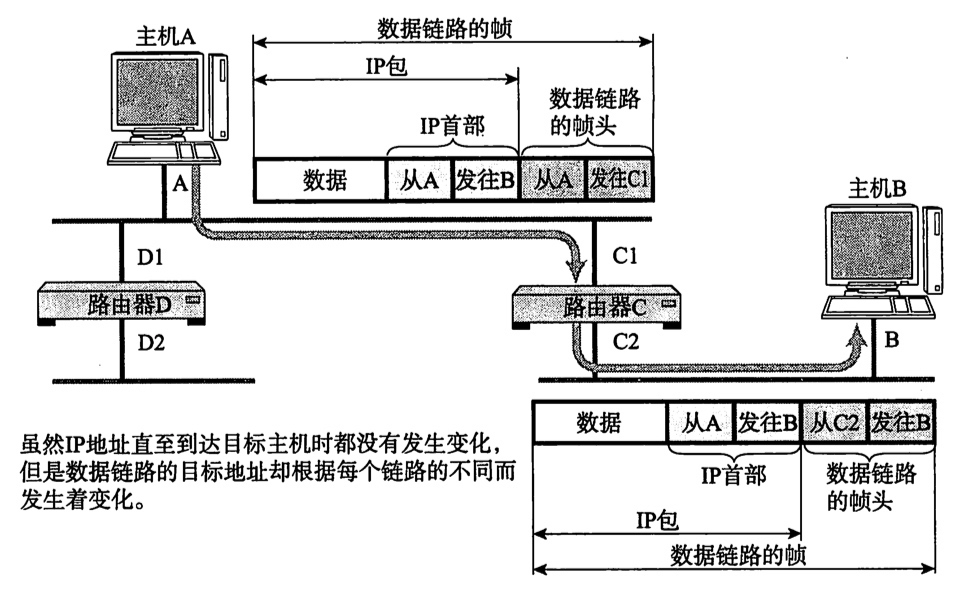 主机A
数据链路的帧
IP包
数据链路
的帧头
IP首部
数据 从A 发往B 从A 发往C1
A
主机B
D1
C1
路由器D
路由器C
D2
C2
B
数据 从A 发往B 从C2 发往B
IP首部
数据链路
的帧头
IP包
数据链路的帧
虽然IP地址直至到达目标主机时都没有发生变化，
但是数据链路的目标地址却根据每个链路的不同而
发生着变化。